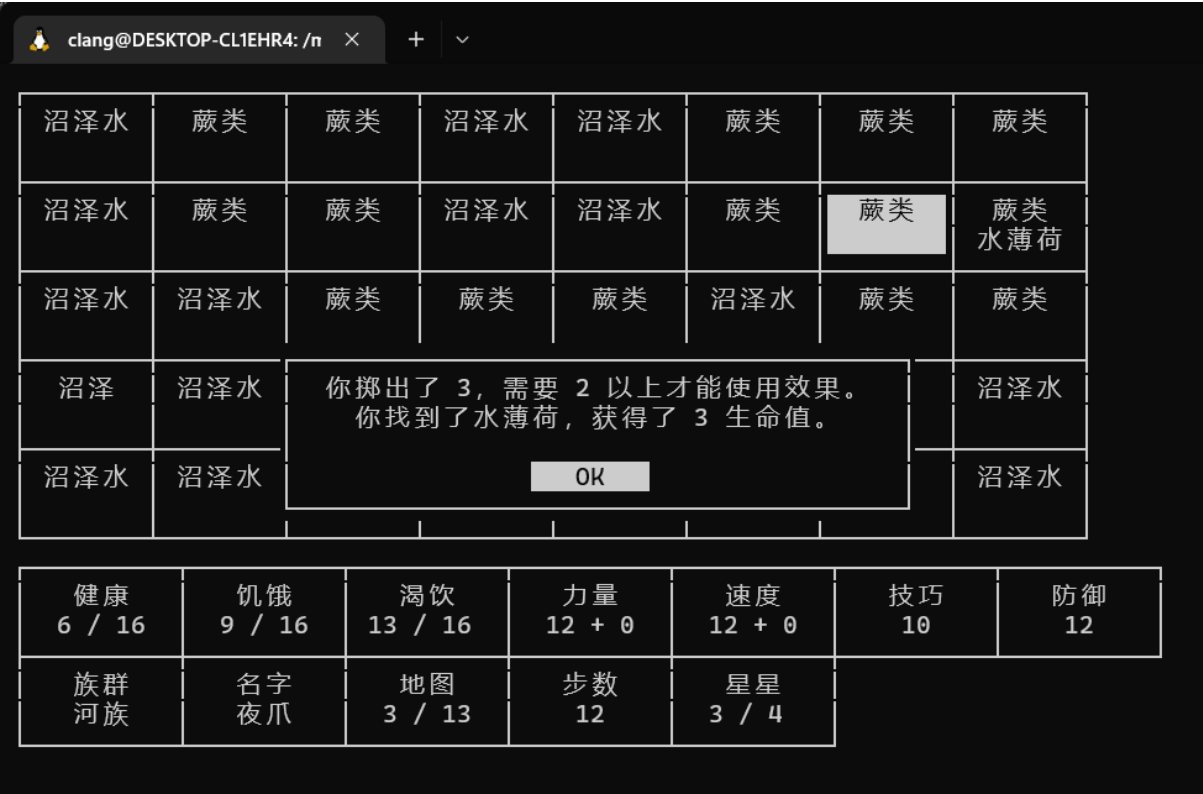 clang@DESKTOP-CL1EHR4: /n
沼泽水 蕨类 蕨类 沼泽水 沼泽水 蕨类 蕨类 蕨类
沼泽水 蕨类 蕨类 沼泽水 沼泽水 蕨类 蕨类 蕨类
水薄荷
沼泽水 沼泽水 蕨类 蕨类 蕨类 沼泽水 蕨类 蕨类
沼泽 沼泽水 你掷出了 3, 需要 2 以上才能使用效果。 沼泽水
你找到了水薄荷, 获得了 3 生命值。
沼泽水 沼泽水 OK 沼泽水
健康 饥饿 渴饮 力量 速度 技巧 防御
6 / 16 9 / 16 13 / 16 12 + 0 12 + 0 10 12
族群 名字 地图 步数 星星
河族 夜爪 3 / 13 12 3 / 4